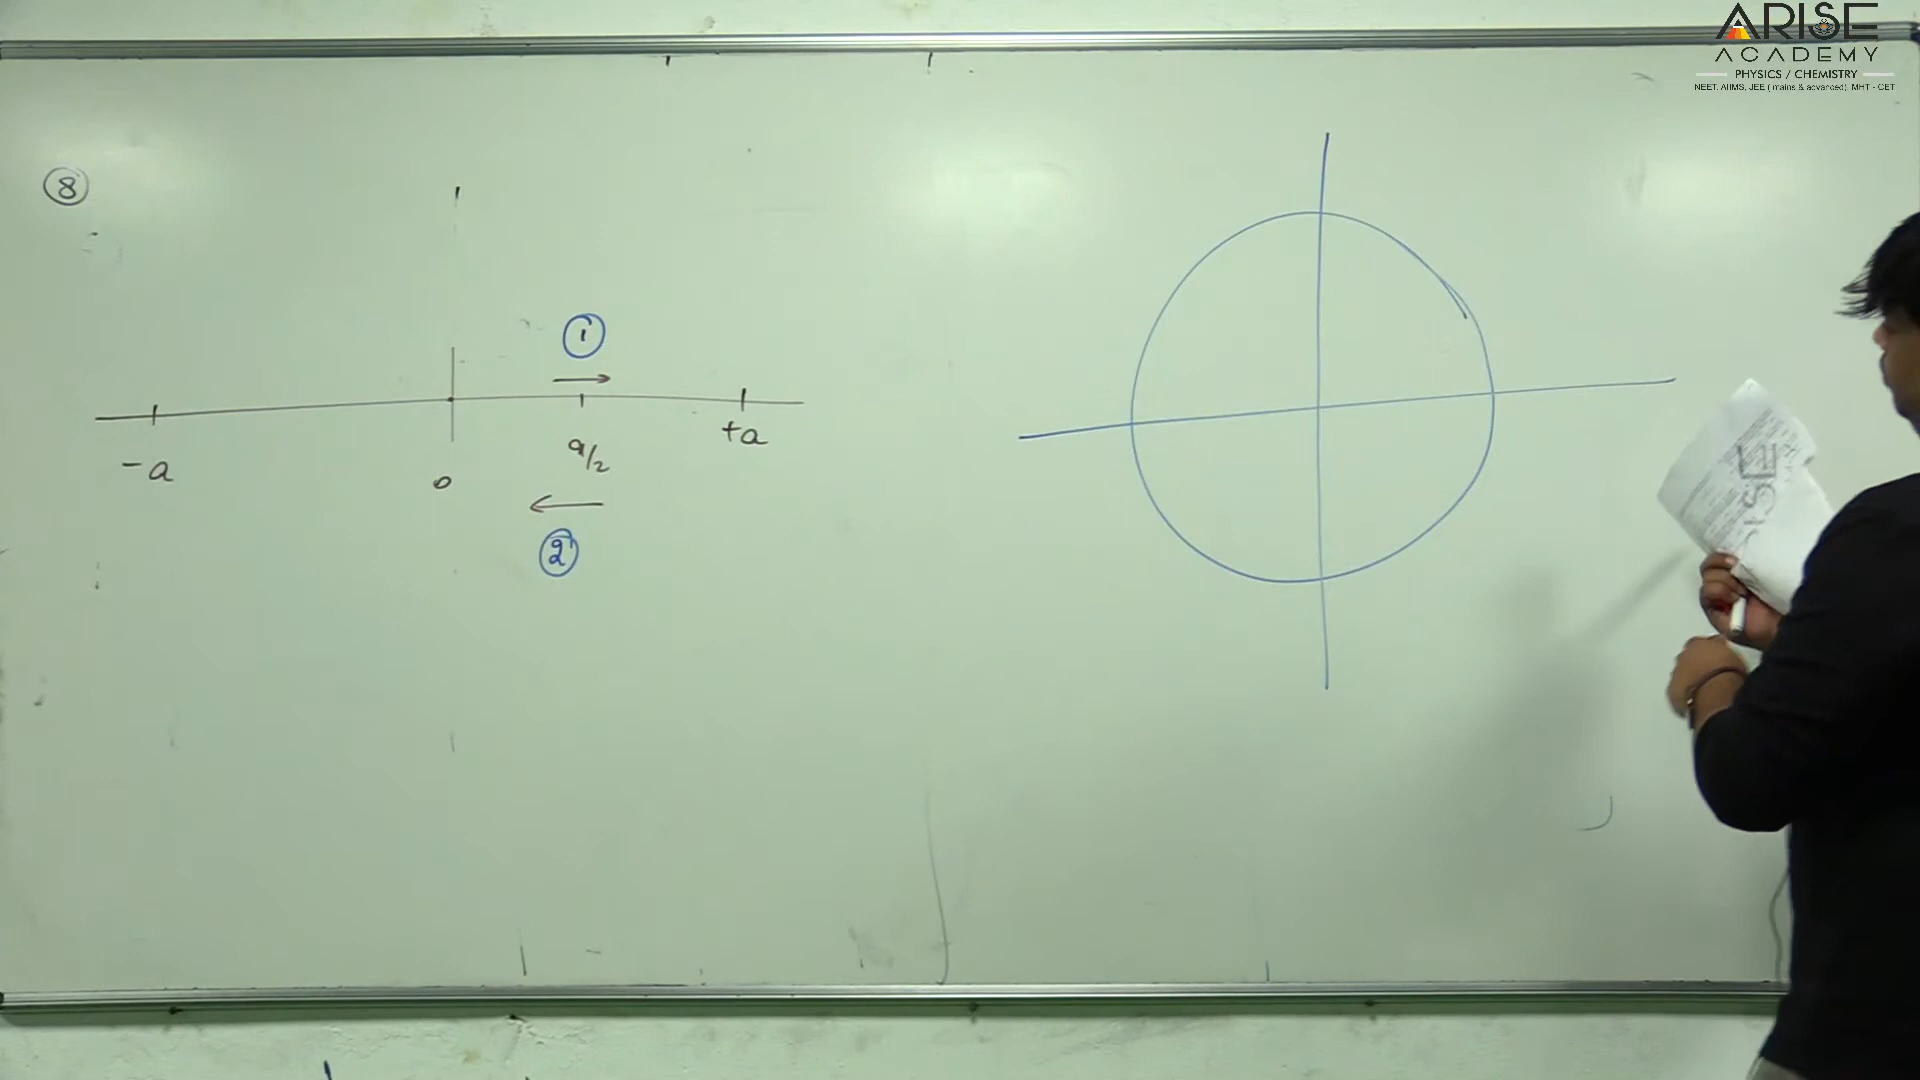 ARISE
ACADEMY
PHYSICS / CHEMISTRY
NEET, AIIMS, JEE ( mains & advanced), MHT - CET
8
1
-a
0
a/2
+a
2